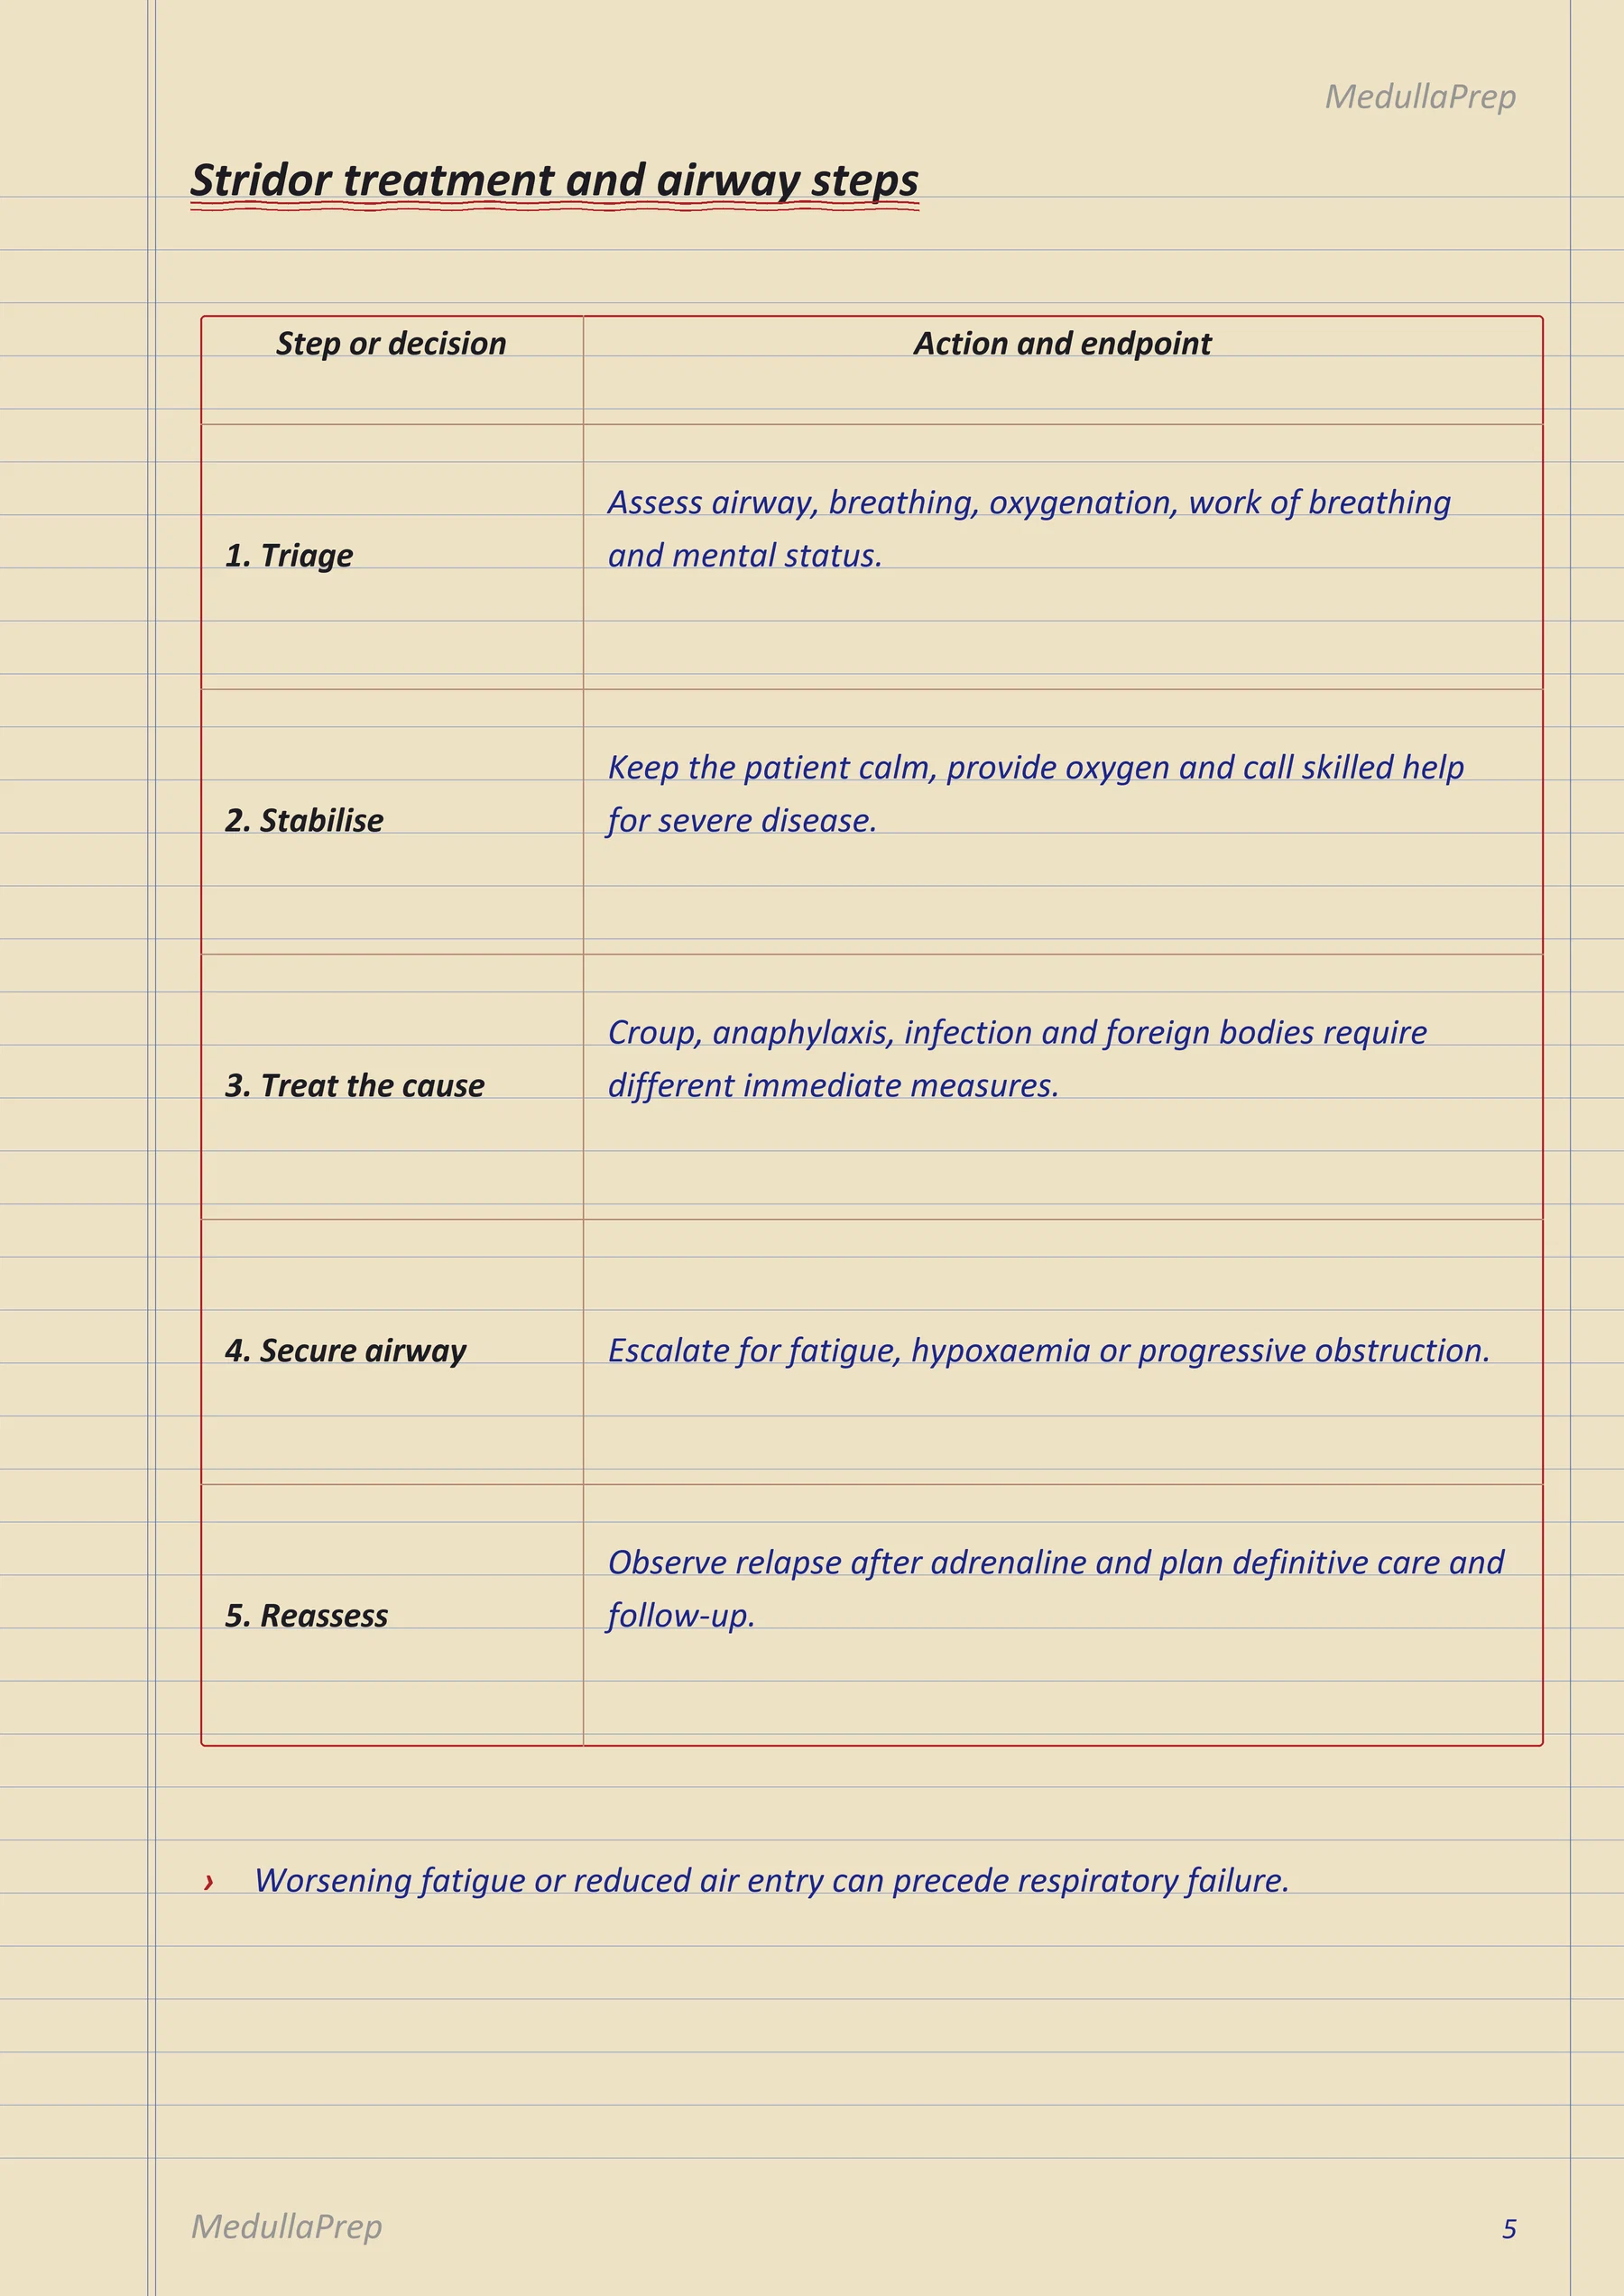 MedullaPrep
Stridor treatment and airway steps
Step or decision
Action and endpoint
1. Triage
Assess airway, breathing, oxygenation, work of breathing
and mental status.
2. Stabilise
Keep the patient calm, provide oxygen and call skilled help
for severe disease.
3. Treat the cause
Croup, anaphylaxis, infection and foreign bodies require
different immediate measures.
4. Secure airway
Escalate for fatigue, hypoxaemia or progressive obstruction.
5. Reassess
Observe relapse after adrenaline and plan definitive care and
follow-up.
› Worsening fatigue or reduced air entry can precede respiratory failure.
MedullaPrep
5